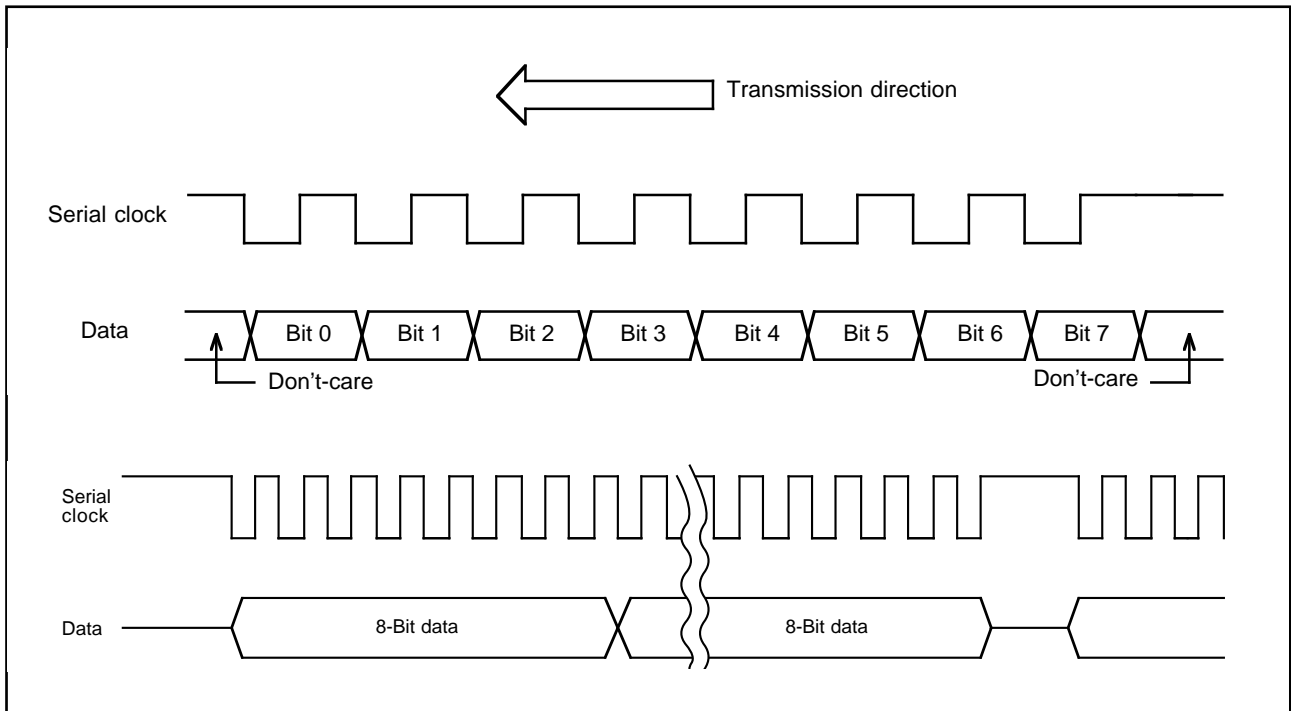 Transmission direction
Serial clock
Data
Bit 0 Bit 1 Bit 2 Bit 3 Bit 4 Bit 5 Bit 6 Bit 7
Don't-care Don't-care
Serial
clock
Data
8-Bit data 8-Bit data